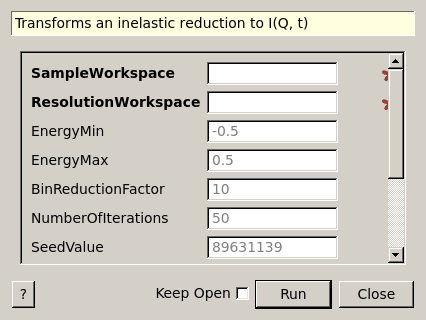 Transforms an inelastic reduction to I(Q, t)
SampleWorkspace
ResolutionWorkspace
EnergyMin -0.5
EnergyMax 0.5
BinReductionFactor 10
NumberOfIterations 50
SeedValue 89631139
? Keep Open Run Close